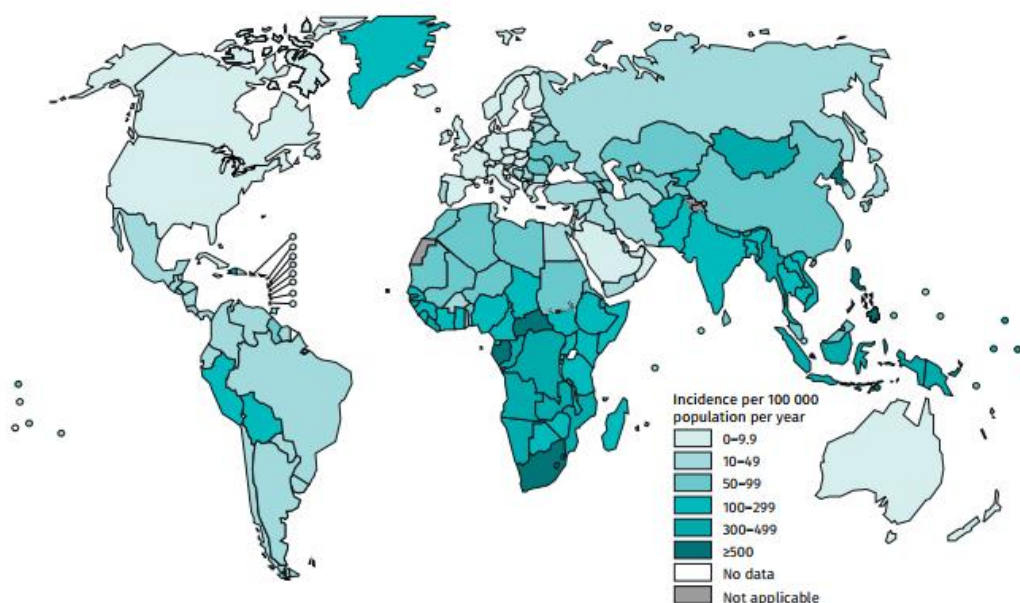 Incidence per 100 000
population per year
0–9.9
10–49
50–99
100–299
300–499
≥500
No data
Not applicable